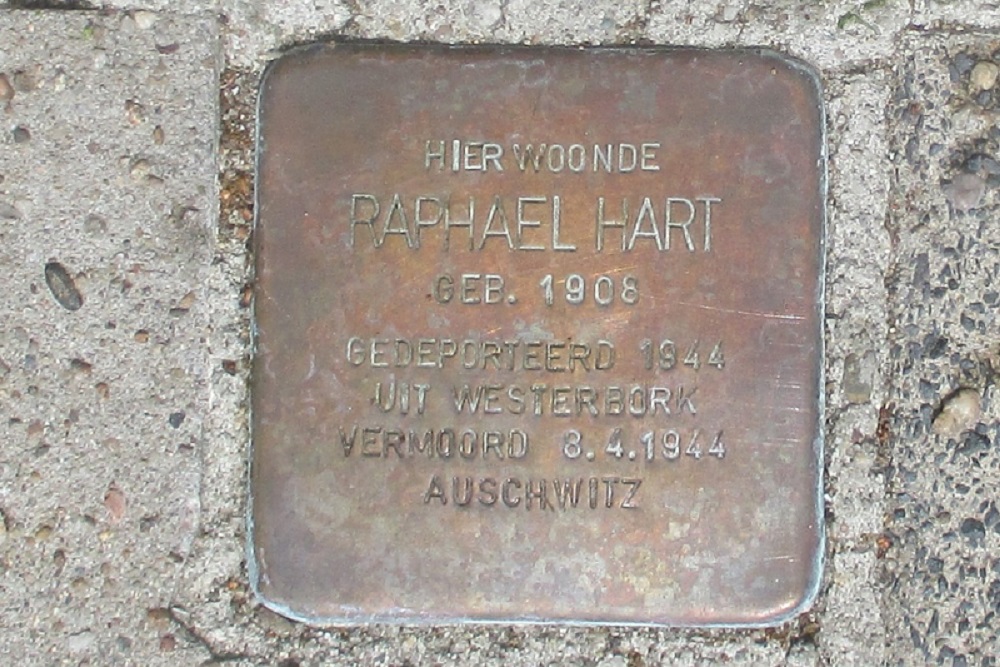 HIER WOONDE
RAPHAEL HART
GEB. 1908
GEDEPORTEERD 1944
UIT WESTERBORK
VERMOORD 8.4.1944
AUSCHWITZ